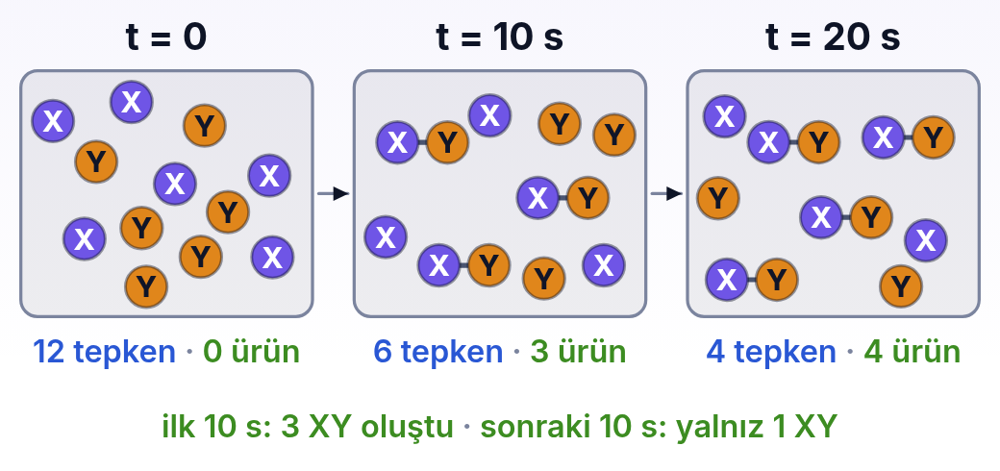 t = 0
t = 10 s
t = 20 s
X
X
Y
Y
X
X
Y
Y
X
Y
X
Y
X-Y
X
Y
Y
X-Y
X
X-Y
Y
X
X
X-Y
X-Y
Y
X-Y
X
X-Y
Y
12 tepken · 0 ürün
6 tepken · 3 ürün
4 tepken · 4 ürün
ilk 10 s: 3 XY oluştu · sonraki 10 s: yalnız 1 XY